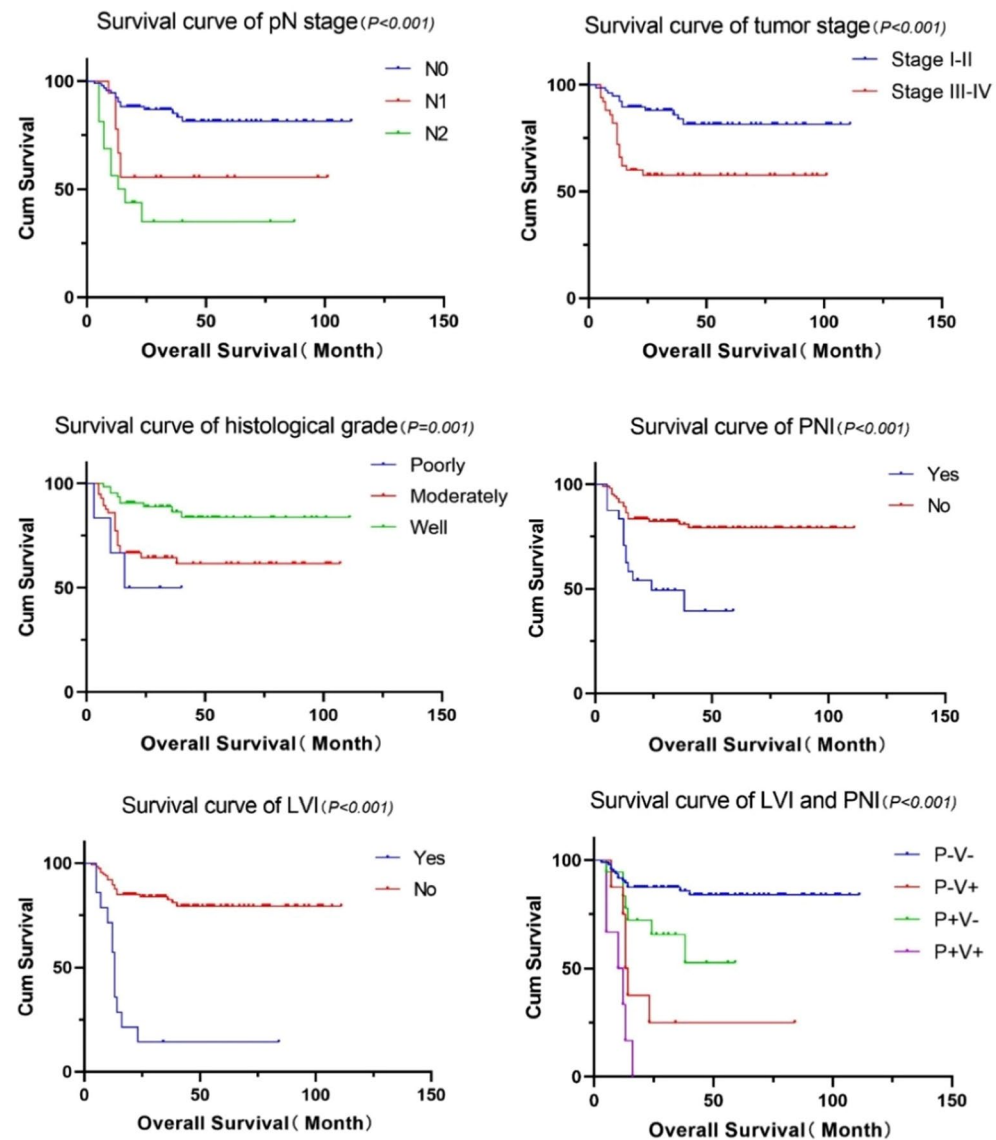 Survival curve of pN stage(P<0.001)
N0
N1
N2
100
50
0
Cum Survival
0 50 100 150
Overall Survival( Month)
Survival curve of tumor stage(P<0.001)
Stage I-II
Stage III-IV
100
50
0
Cum Survival
0 50 100 150
Overall Survival( Month)
Survival curve of histological grade(P=0.001)
Poorly
Moderately
Well
100
50
0
Cum Survival
0 50 100 150
Overall Survival( Month)
Survival curve of PNI(P<0.001)
Yes
No
100
50
0
Cum Survival
0 50 100 150
Overall Survival( Month)
Survival curve of LVI(P<0.001)
Yes
No
100
50
0
Cum Survival
0 50 100 150
Overall Survival( Month)
Survival curve of LVI and PNI(P<0.001)
P-V-
P-V+
P+V-
P+V+
100
50
0
Cum Survival
0 50 100 150
Overall Survival( Month)